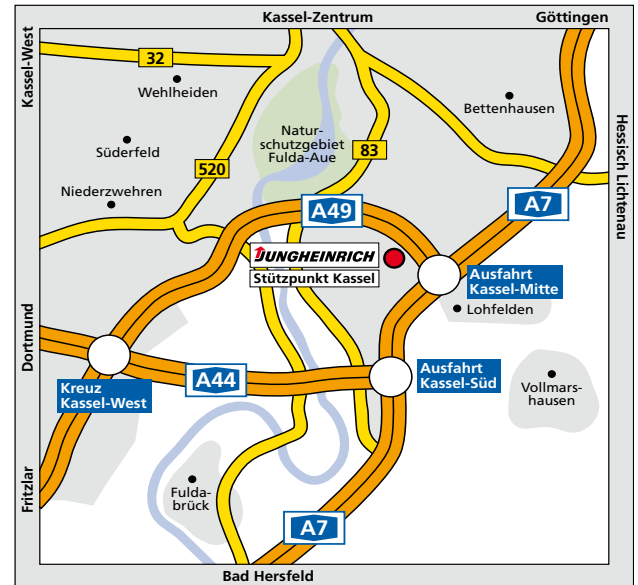 Kassel-Zentrum
Göttingen
Kassel-West
32
Wehlheiden
Bettenhausen
Natur-
schutzgebiet
Fulda-Aue
83
Süderfeld
520
Hessisch Lichtenau
Niederzwehren
A49
A7
JUNGHEINRICH
Stützpunkt Kassel
Ausfahrt
Kassel-Mitte
Lohfelden
Dortmund
Kreuz
Kassel-West
A44
Ausfahrt
Kassel-Süd
Vollmars-
hausen
Fritzlar
Fulda-
brück
A7
Bad Hersfeld